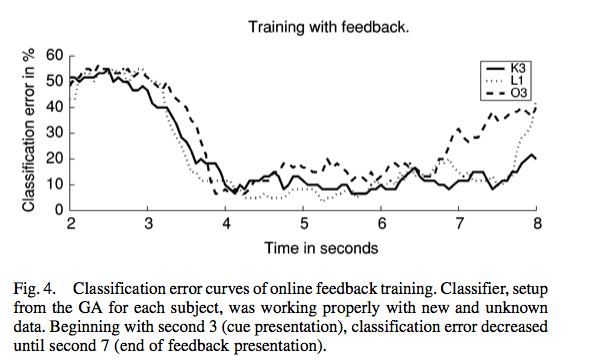 Training with feedback.
Classification error in %
60
50
40
30
20
10
0
K3
L1
O3
2 3 4 5 6 7 8
Time in seconds
Fig. 4. Classification error curves of online feedback training. Classifier, setup
from the GA for each subject, was working properly with new and unknown
data. Beginning with second 3 (cue presentation), classification error decreased
until second 7 (end of feedback presentation).